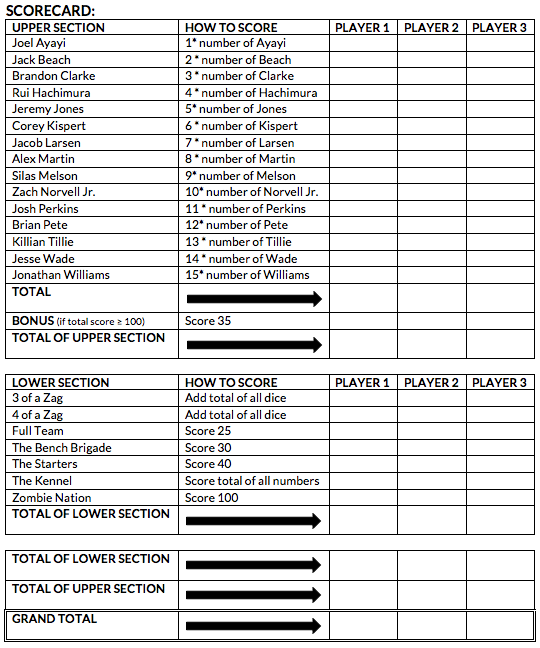 SCORECARD:
UPPER SECTION HOW TO SCORE PLAYER 1 PLAYER 2 PLAYER 3
Joel Ayayi 1* number of Ayayi
Jack Beach 2 * number of Beach
Brandon Clarke 3 * number of Clarke
Rui Hachimura 4 * number of Hachimura
Jeremy Jones 5* number of Jones
Corey Kispert 6 * number of Kispert
Jacob Larsen 7 * number of Larsen
Alex Martin 8 * number of Martin
Silas Melson 9* number of Melson
Zach Norvell Jr. 10* number of Norvell Jr.
Josh Perkins 11 * number of Perkins
Brian Pete 12* number of Pete
Killian Tillie 13 * number of Tillie
Jesse Wade 14 * number of Wade
Jonathan Williams 15* number of Williams
TOTAL
BONUS (if total score ≥ 100) Score 35
TOTAL OF UPPER SECTION
LOWER SECTION HOW TO SCORE PLAYER 1 PLAYER 2 PLAYER 3
3 of a Zag Add total of all dice
4 of a Zag Add total of all dice
Full Team Score 25
The Bench Brigade Score 30
The Starters Score 40
The Kennel Score total of all numbers
Zombie Nation Score 100
TOTAL OF LOWER SECTION
TOTAL OF LOWER SECTION
TOTAL OF UPPER SECTION
GRAND TOTAL